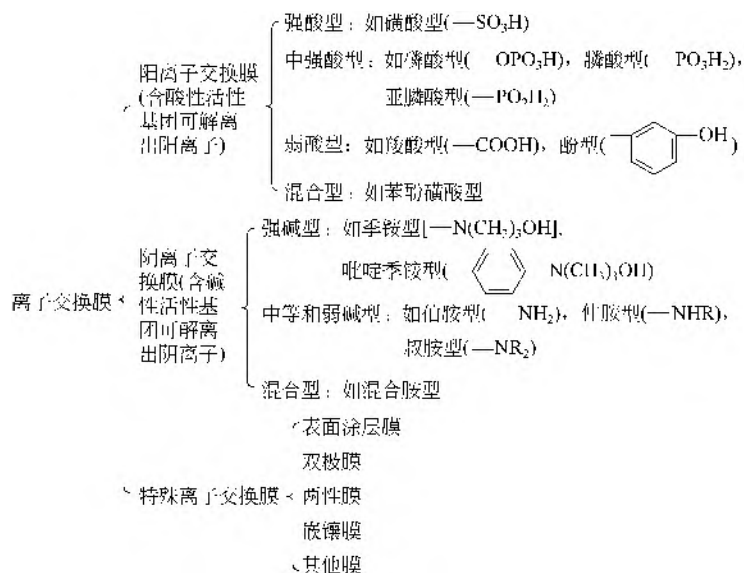 强酸型：如磺酸型(—SO₃H)
中强酸型：如磷酸型( OPO₃H)，膦酸型( PO₃H₂)，
亚膦酸型(—PO₂H₂)
阳离子交换膜
(含酸性活性
基团可解离
出阳离子)
弱酸型：如羧酸型(—COOH)，酚型( —OH)
混合型：如苯酚磺酸型
强碱型：如季铵型[—N(CH₃)₃OH]，
吡啶季铵型( N(CH₃)₃OH)
离子交换膜
阴离子交
换膜(含碱
性活性基
团可解离
出阴离子)
中等和弱碱型：如伯胺型( NH₂)，仲胺型(—NHR)，
叔胺型(—NR₂)
混合型：如混合胺型
表面涂层膜
双极膜
特殊离子交换膜
两性膜
嵌镶膜
其他膜